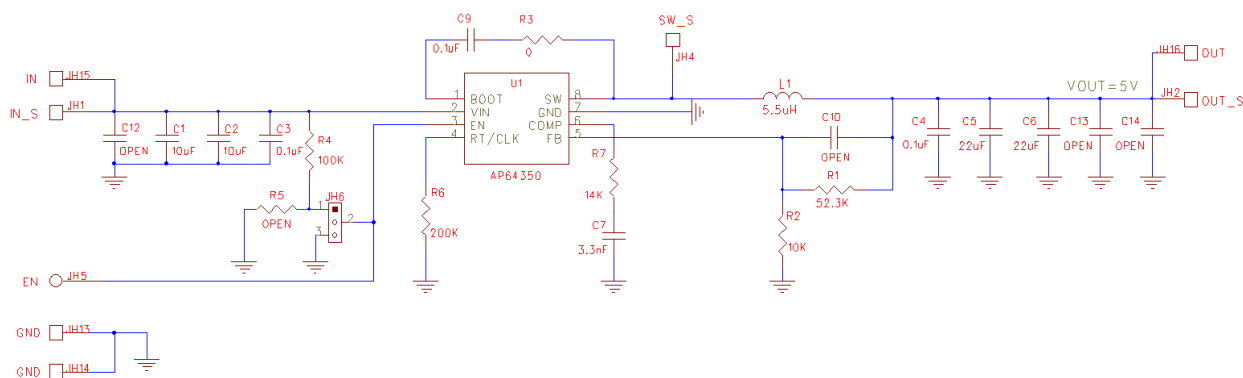 C9
0.1uF
R3
0
SW_S
JH4
JH16
OUT
IN
JH15
IN_S
JH1
U1
1
BOOT
SW
8
2
VIN
GND
7
3
EN
COMP
6
4
RT/CLK
FB
5
AP64350
L1
5.5uH
VOUT=5V
JH2
OUT_S
C12
OPEN
C1
10uF
C2
10uF
C3
0.1uF
R4
100K
C10
OPEN
R1
52.3K
R2
10K
C4
0.1uF
C5
22uF
C6
22uF
C13
OPEN
C14
OPEN
R7
14K
C7
3.3nF
R6
200K
R5
OPEN
JH6
1
2
3
EN
JH5
GND
JH13
GND
JH14